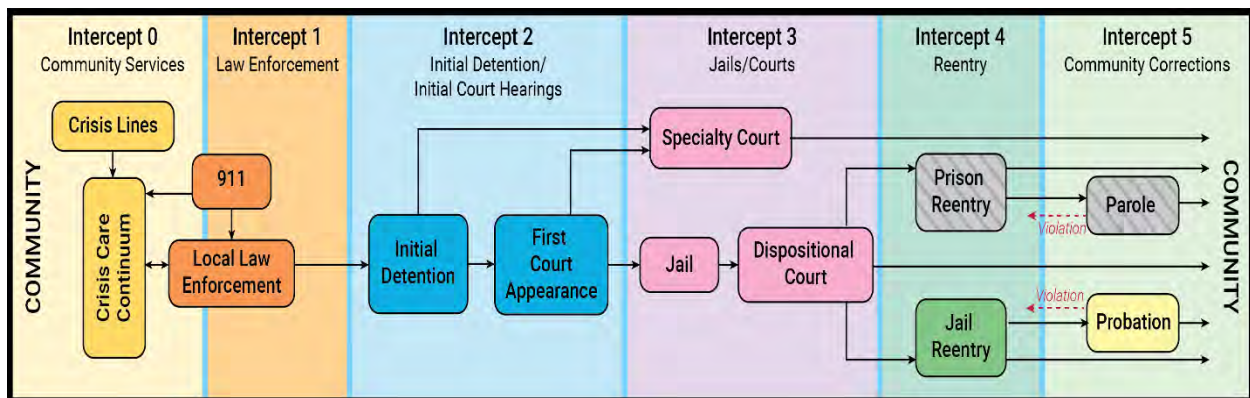 Intercept 0
Community Services
Intercept 1
Law Enforcement
Intercept 2
Initial Detention/
Initial Court Hearings
Intercept 3
Jails/Courts
Intercept 4
Reentry
Intercept 5
Community Corrections
COMMUNITY
Crisis Lines
Crisis Care
Continuum
911
Local Law
Enforcement
Initial
Detention
First
Court
Appearance
Specialty Court
Jail
Dispositional
Court
Prison
Reentry
Violation
Parole
Jail
Reentry
Violation
Probation
COMMUNITY